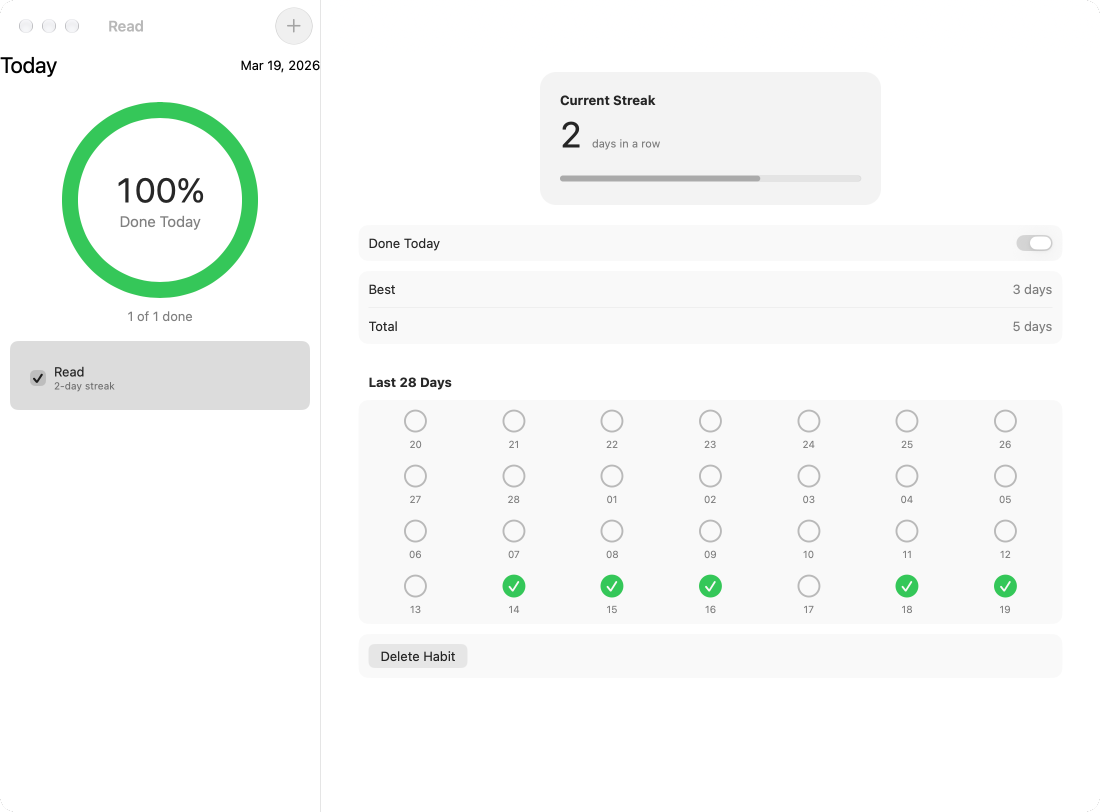 Read
Today
Mar 19, 2026
100%
Done Today
1 of 1 done
Read
2-day streak
Current Streak
2 days in a row
Done Today
Best 3 days
Total 5 days
Last 28 Days
20 21 22 23 24 25 26
27 28 01 02 03 04 05
06 07 08 09 10 11 12
13 14 15 16 17 18 19
Delete Habit